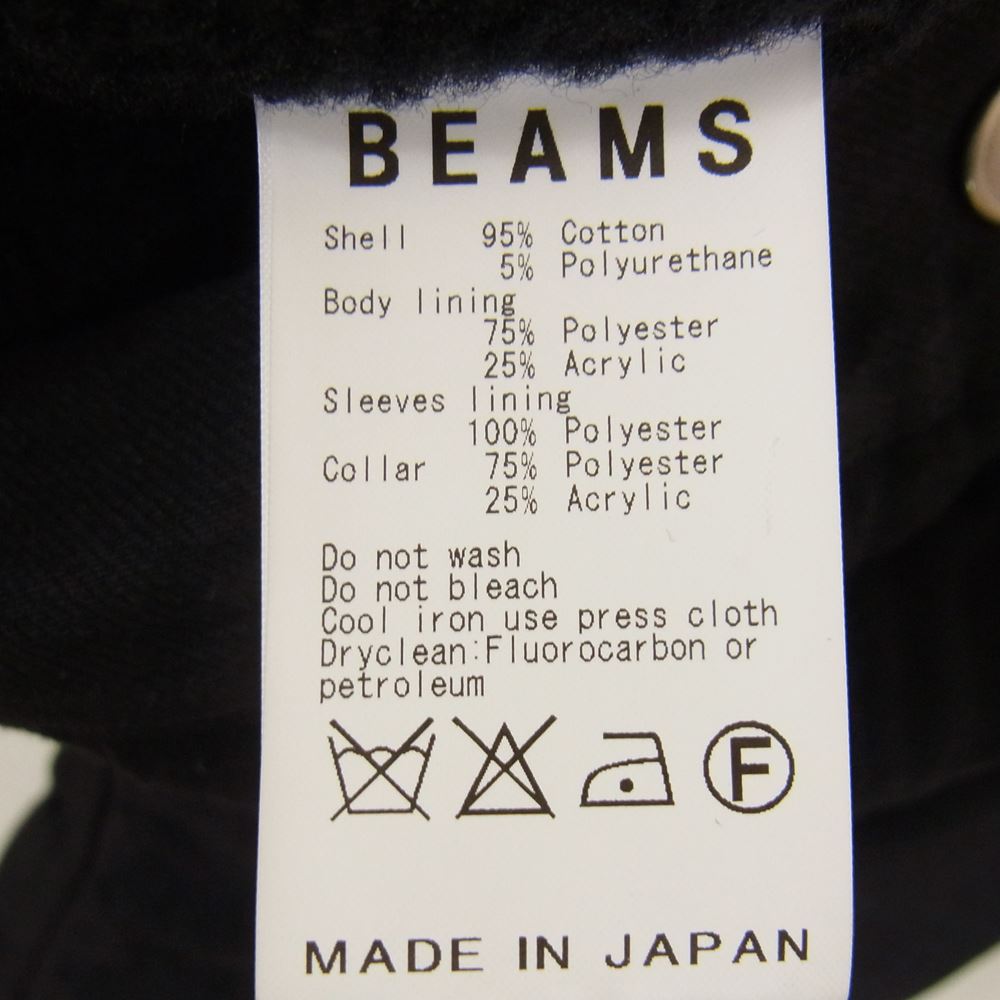 BEAMS
Shell 95% Cotton
5% Polyurethane
Body lining
75% Polyester
25% Acrylic
Sleeves lining
100% Polyester
Collar 75% Polyester
25% Acrylic
Do not wash
Do not bleach
Cool iron use press cloth
Dryclean:Fluorocarbon or
petroleum
F
MADE IN JAPAN